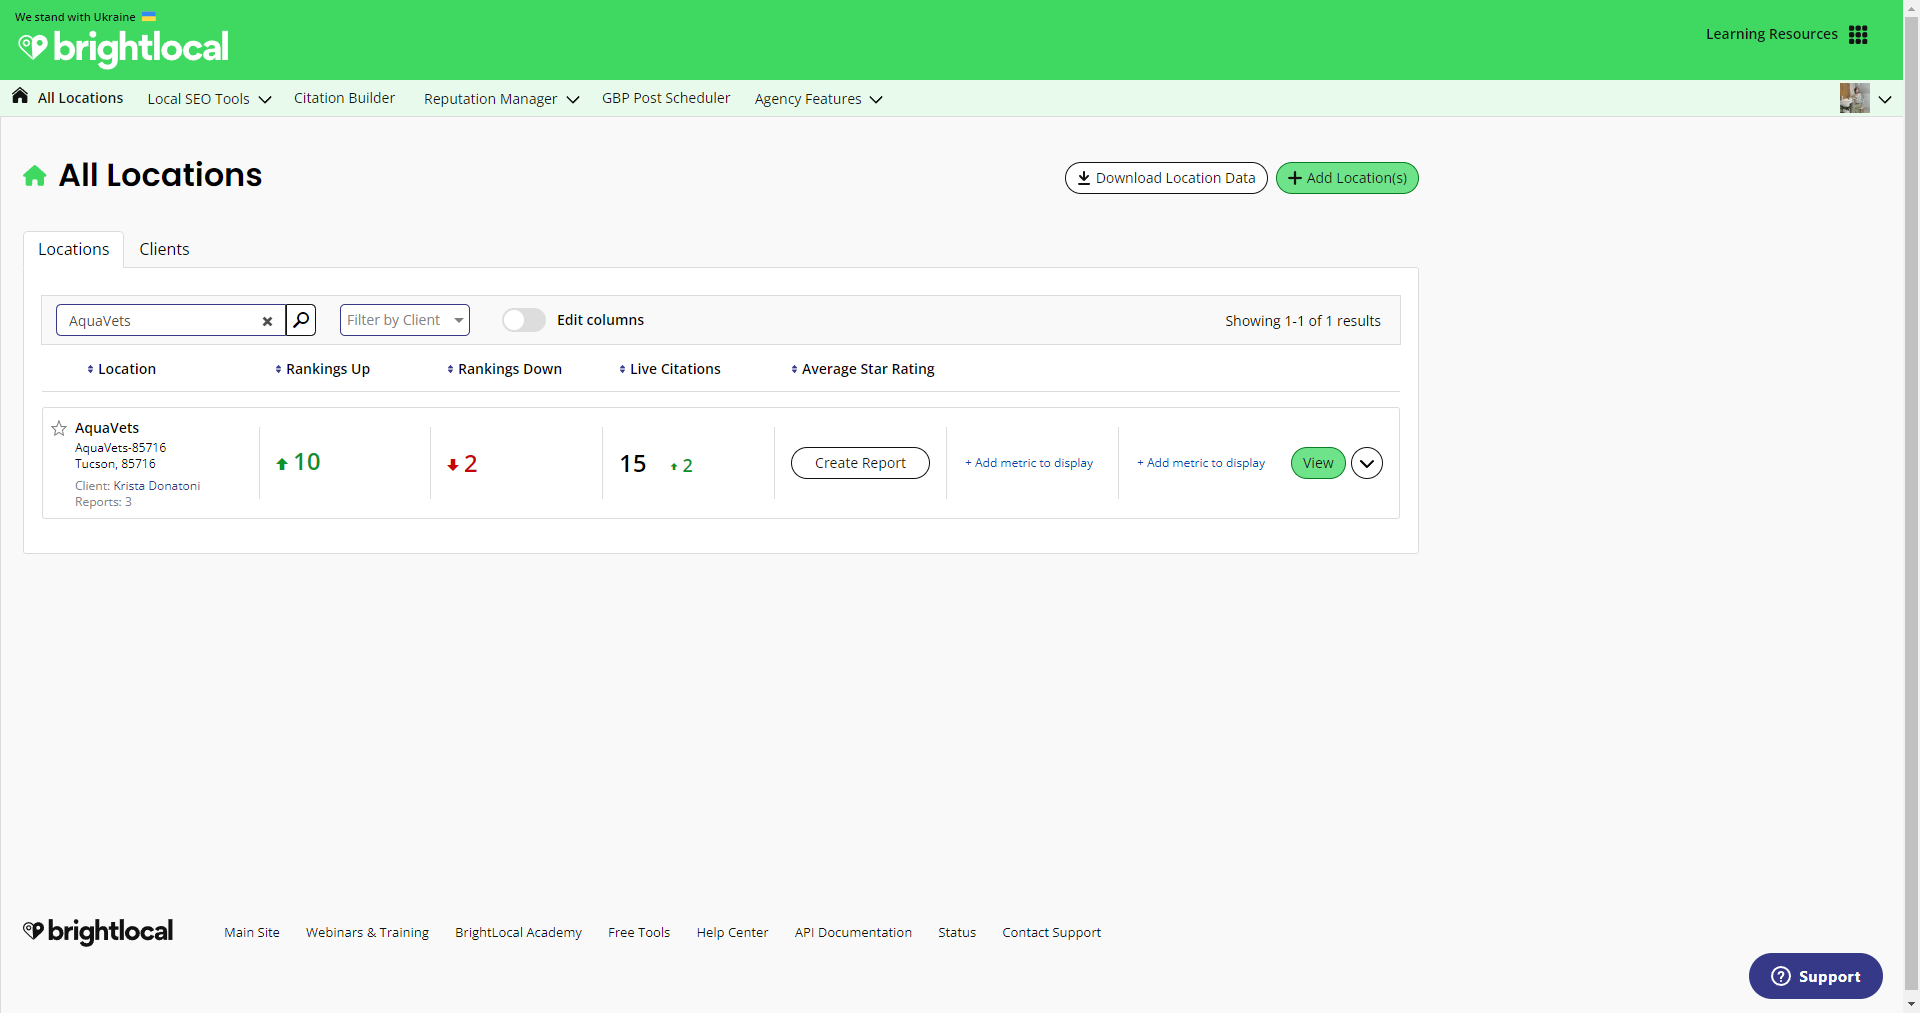 We stand with Ukraine
brightlocal
Learning Resources
All Locations
Local SEO Tools
Citation Builder
Reputation Manager
GBP Post Scheduler
Agency Features
All Locations
Download Location Data
Add Location(s)
Locations
Clients
AquaVets
Filter by Client
Edit columns
Showing 1-1 of 1 results
Location
Rankings Up
Rankings Down
Live Citations
Average Star Rating
AquaVets
AquaVets-85716
Tucson, 85716
Client: Krista Donatoni
Reports: 3
10
2
15
2
Create Report
+ Add metric to display
+ Add metric to display
View
brightlocal
Main Site
Webinars & Training
BrightLocal Academy
Free Tools
Help Center
API Documentation
Status
Contact Support
Support